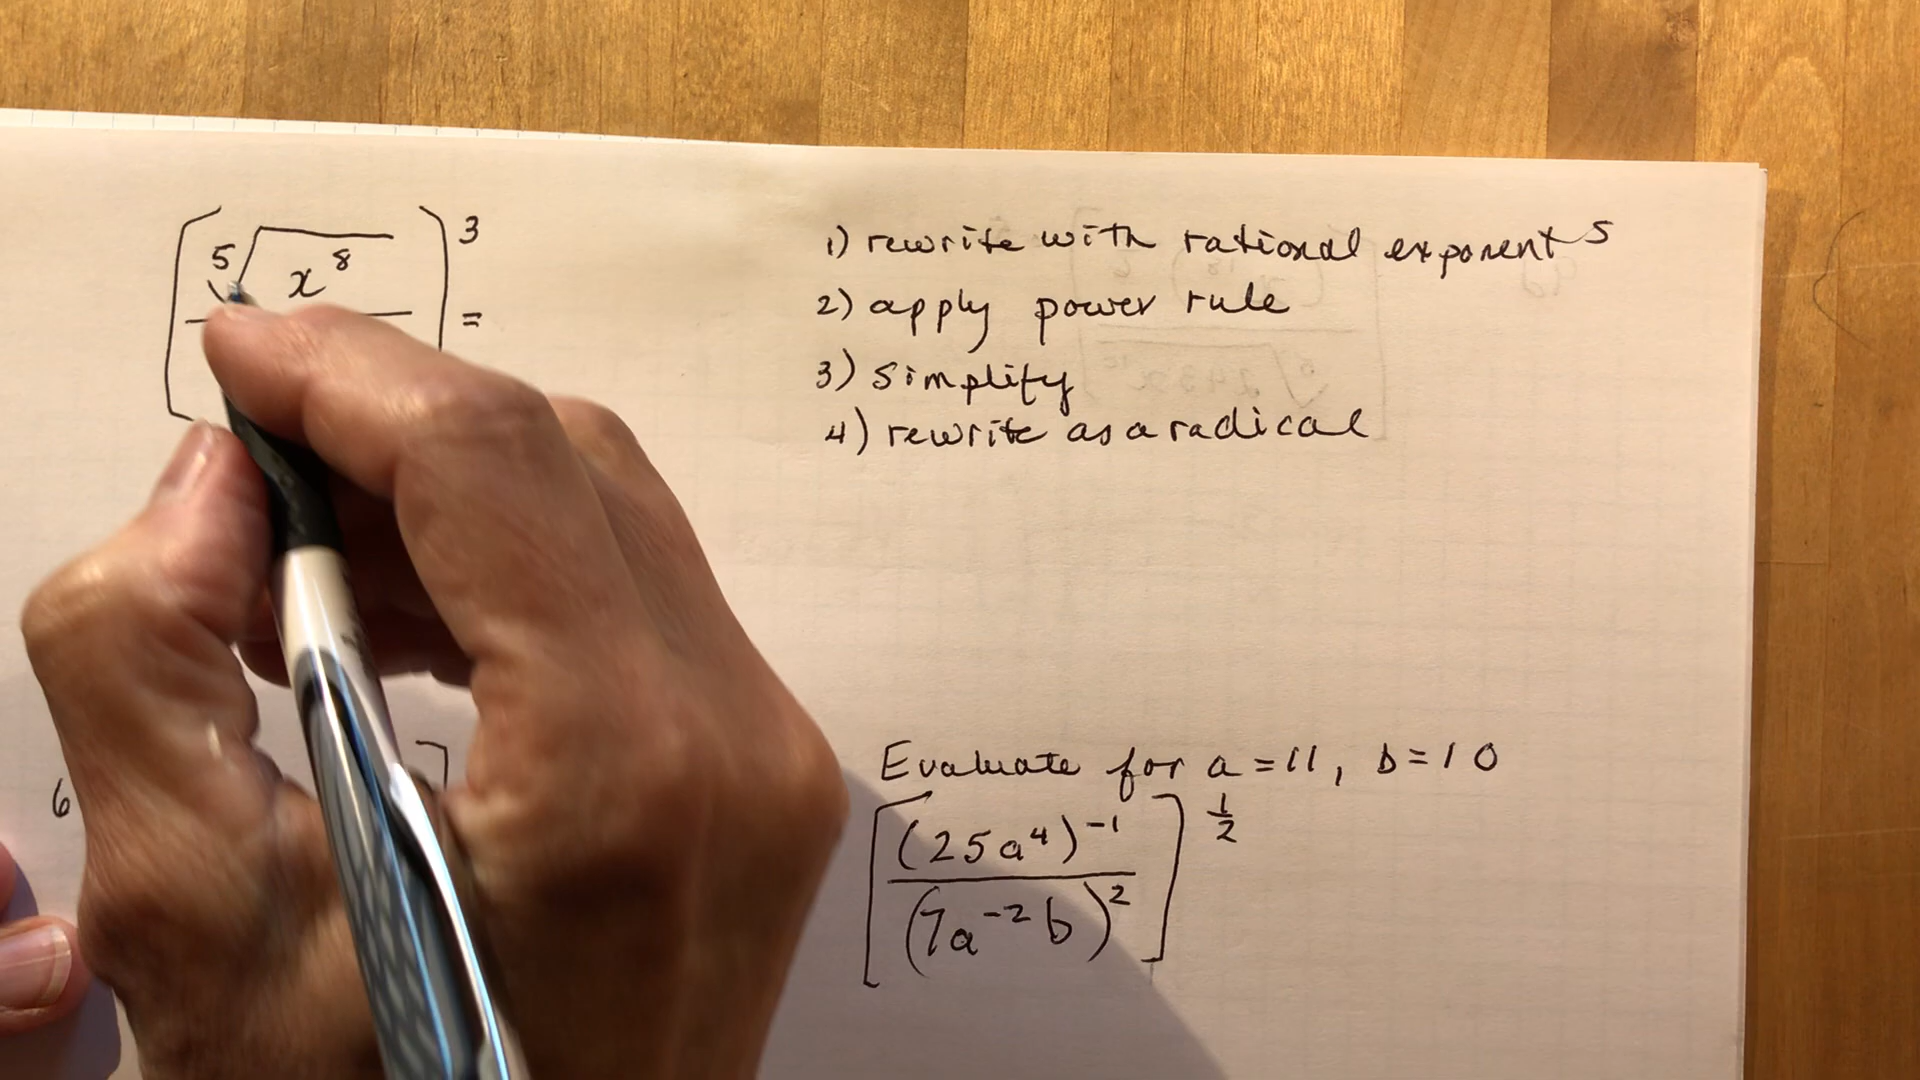 [⁵√x⁸]³ =
1) rewrite with rational exponents
2) apply power rule
3) simplify
4) rewrite as a radical
6
Evaluate for a = 11, b = 10
[(25a⁴)⁻¹
(7a⁻²b)²]^½